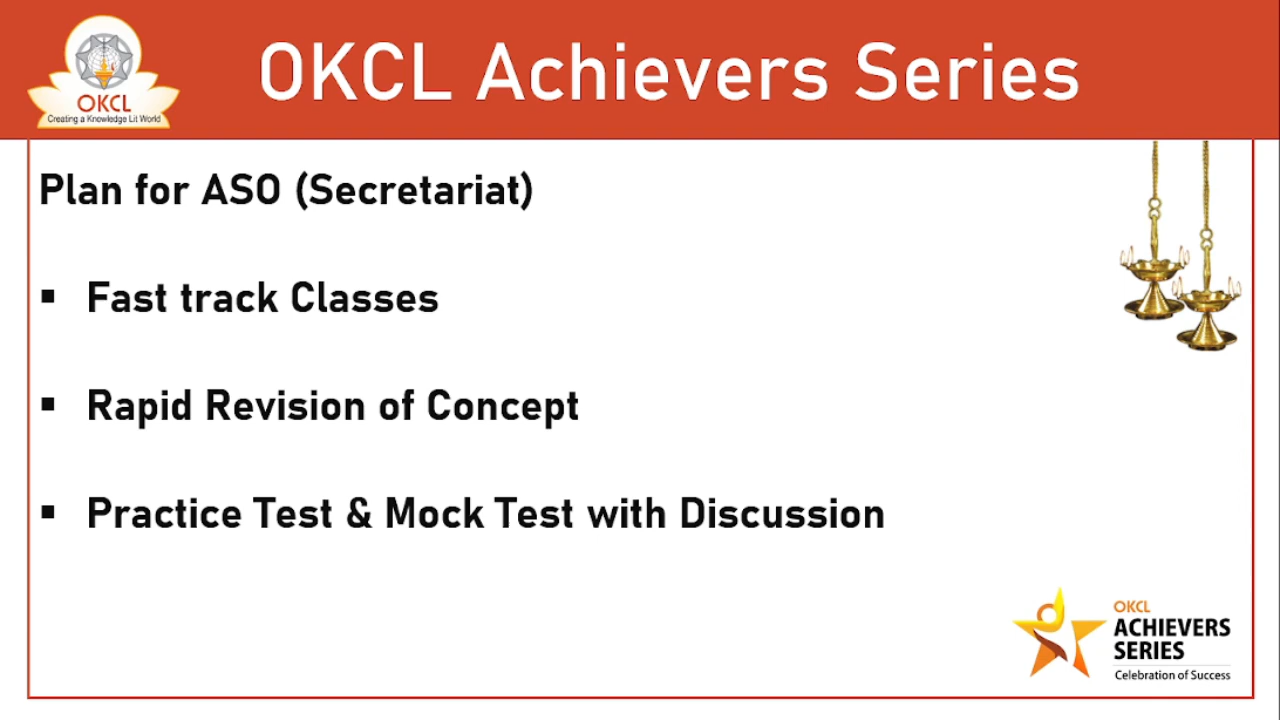 OKCL
Creating a Knowledge Lit World
OKCL Achievers Series
Plan for ASO (Secretariat)
▪ Fast track Classes
▪ Rapid Revision of Concept
▪ Practice Test & Mock Test with Discussion
OKCL
ACHIEVERS
SERIES
Celebration of Success